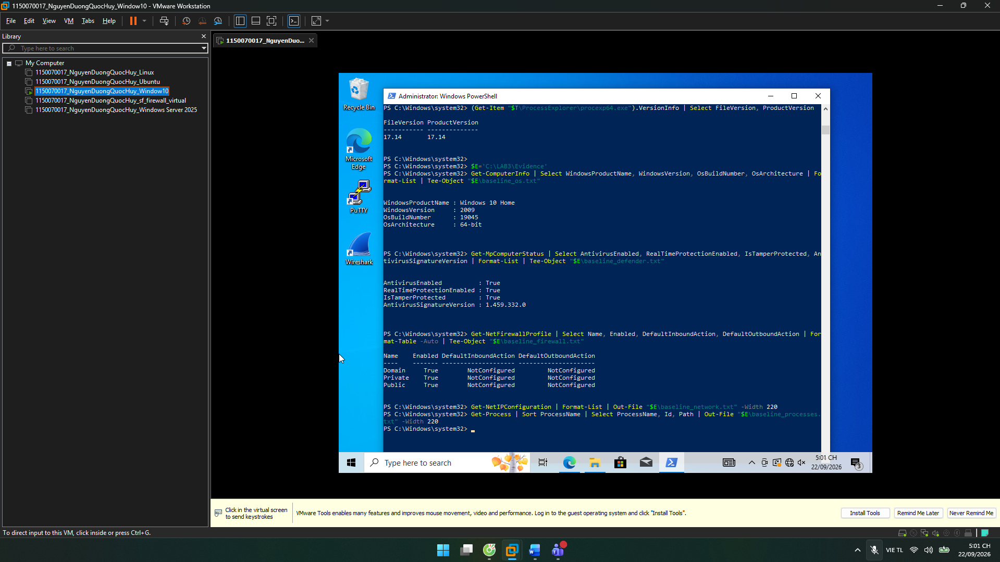 1150070017_NguyenDuongQuocHuy_Window10 - VMware Workstation
File Edit View VM Tabs Help
Library
Type here to search
My Computer
1150070017_NguyenDuongQuocHuy_Linux
1150070017_NguyenDuongQuocHuy_Ubuntu
1150070017_NguyenDuongQuocHuy_Window10
1150070017_NguyenDuongQuocHuy_sf_firewall_virtual
1150070017_NguyenDuongQuocHuy_Windows Server 2025
1150070017_NguyenDuo...
Recycle Bin
Microsoft
Edge
PuTTY
Wireshark
Administrator: Windows PowerShell
PS C:\Windows\system32> (Get-Item "$T\ProcessExplorer\procexp64.exe").VersionInfo | Select FileVersion, ProductVersion
FileVersion ProductVersion
----------- --------------
17.14 17.14
PS C:\Windows\system32>
PS C:\Windows\system32> $E='C:\LAB3\Evidence'
PS C:\Windows\system32> Get-ComputerInfo | Select WindowsProductName, WindowsVersion, OsBuildNumber, OsArchitecture | Fo
rmat-List | Tee-Object "$E\baseline_os.txt"
WindowsProductName : Windows 10 Home
WindowsVersion : 2009
OsBuildNumber : 19045
OsArchitecture : 64-bit
PS C:\Windows\system32> Get-MpComputerStatus | Select AntivirusEnabled, RealTimeProtectionEnabled, IsTamperProtected, An
tivirusSignatureVersion | Format-List | Tee-Object "$E\baseline_defender.txt"
AntivirusEnabled : True
RealTimeProtectionEnabled : True
IsTamperProtected : True
AntivirusSignatureVersion : 1.459.332.0
PS C:\Windows\system32> Get-NetFirewallProfile | Select Name, Enabled, DefaultInboundAction, DefaultOutboundAction | For
mat-Table -Auto | Tee-Object "$E\baseline_firewall.txt"
Name Enabled DefaultInboundAction DefaultOutboundAction
---- ------- -------------------- ---------------------
Domain True NotConfigured NotConfigured
Private True NotConfigured NotConfigured
Public True NotConfigured NotConfigured
PS C:\Windows\system32> Get-NetIPConfiguration | Format-List | Out-File "$E\baseline_network.txt" -Width 220
PS C:\Windows\system32> Get-Process | Sort ProcessName | Select ProcessName, Id, Path | Out-File "$E\baseline_processes.
txt" -Width 220
PS C:\Windows\system32>
Type here to search
5:01 CH
22/09/2026
3
Click in the virtual screen
to send keystrokes
VMware Tools enables many features and improves mouse movement, video and performance. Log in to the guest operating system and click "Install Tools".
Install Tools
Remind Me Later
Never Remind Me
To direct input to this VM, click inside or press Ctrl+G.
VIE TL
5:01 CH
22/09/2026